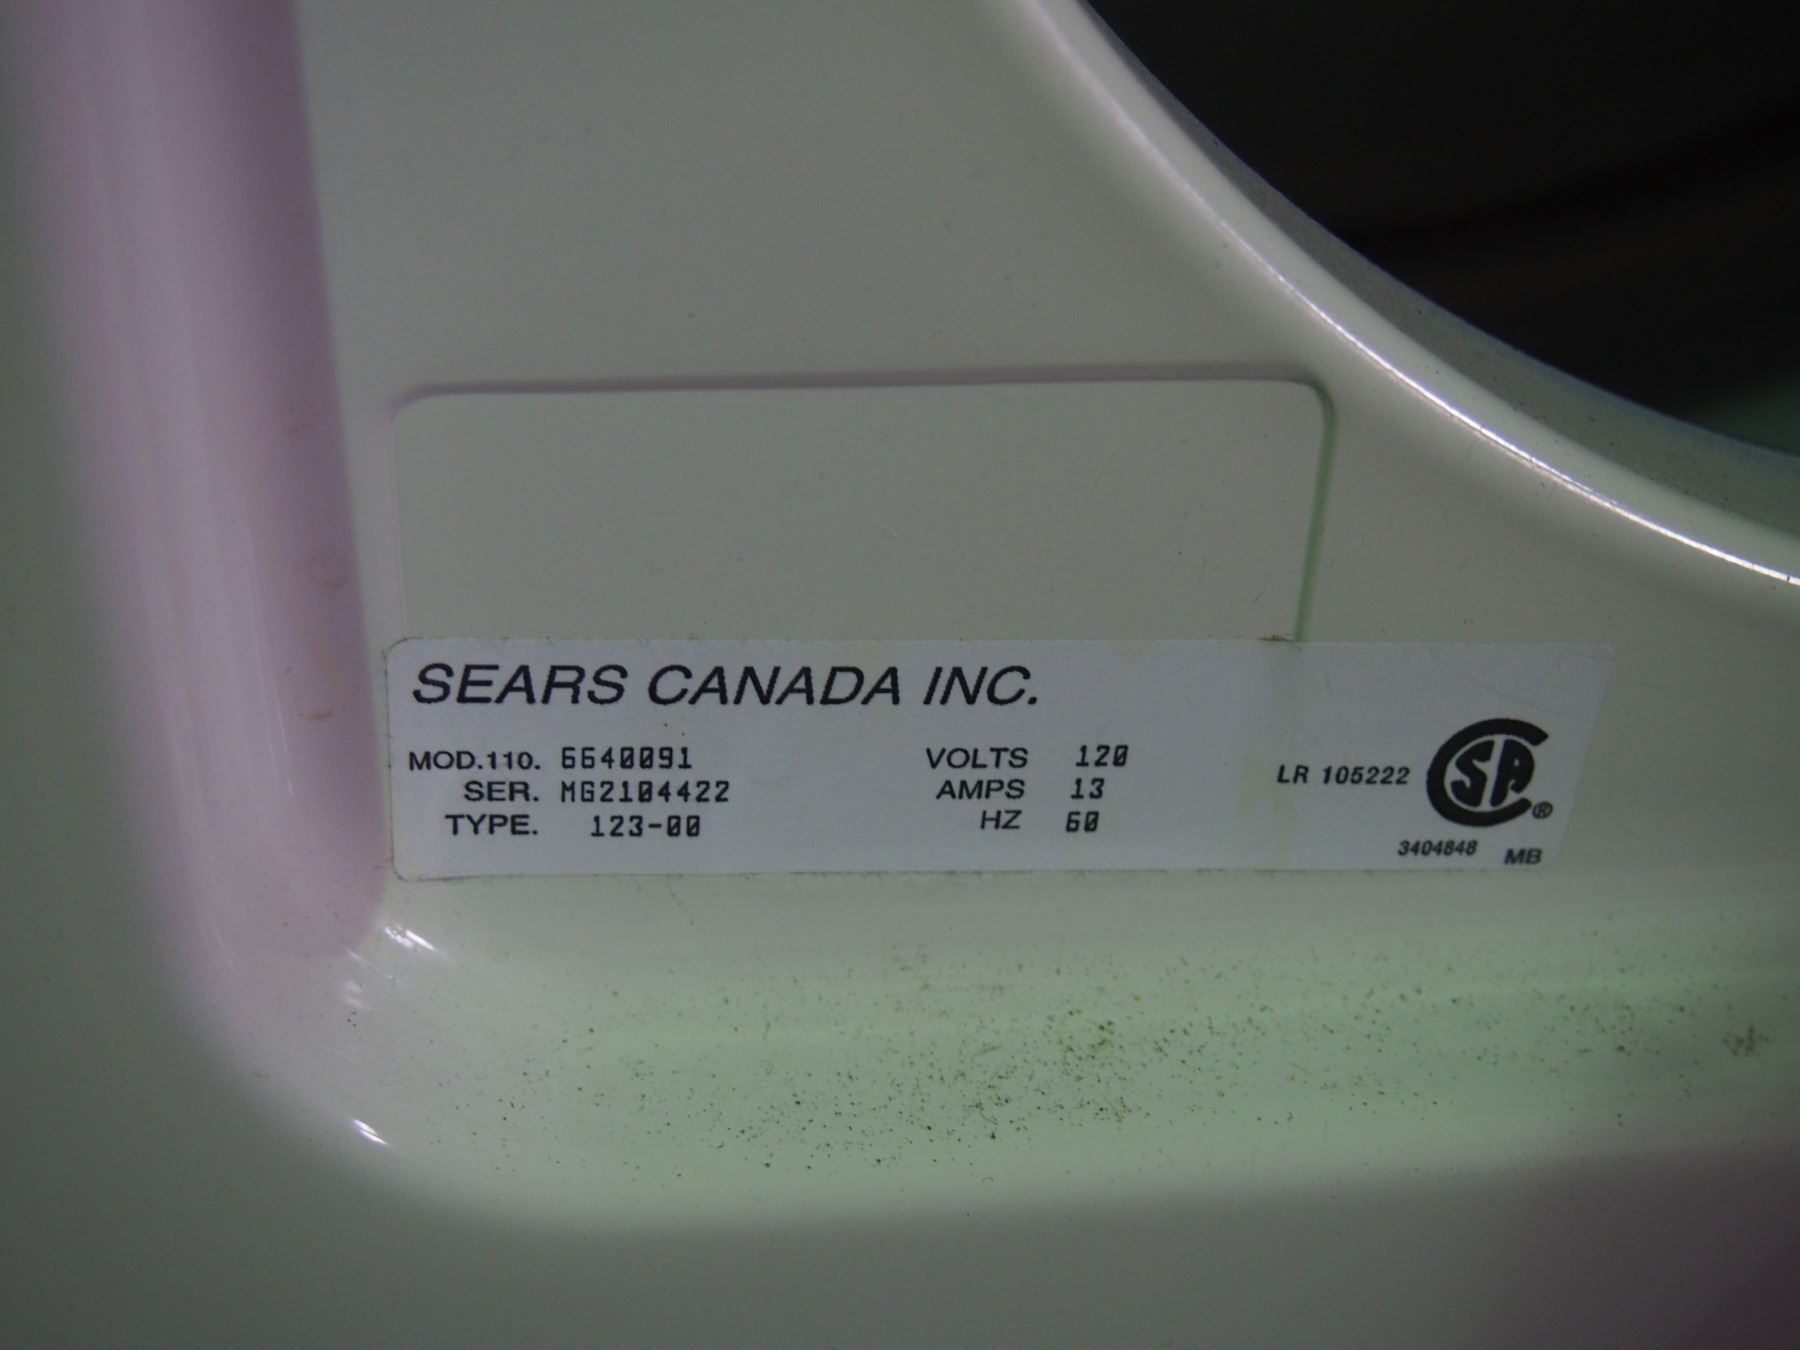 SEARS CANADA INC.
MOD.110. 6640091 VOLTS 120
SER. MG2104422 AMPS 13
TYPE. 123-00 HZ 60
LR 105222 CSA ®
3404848 MB